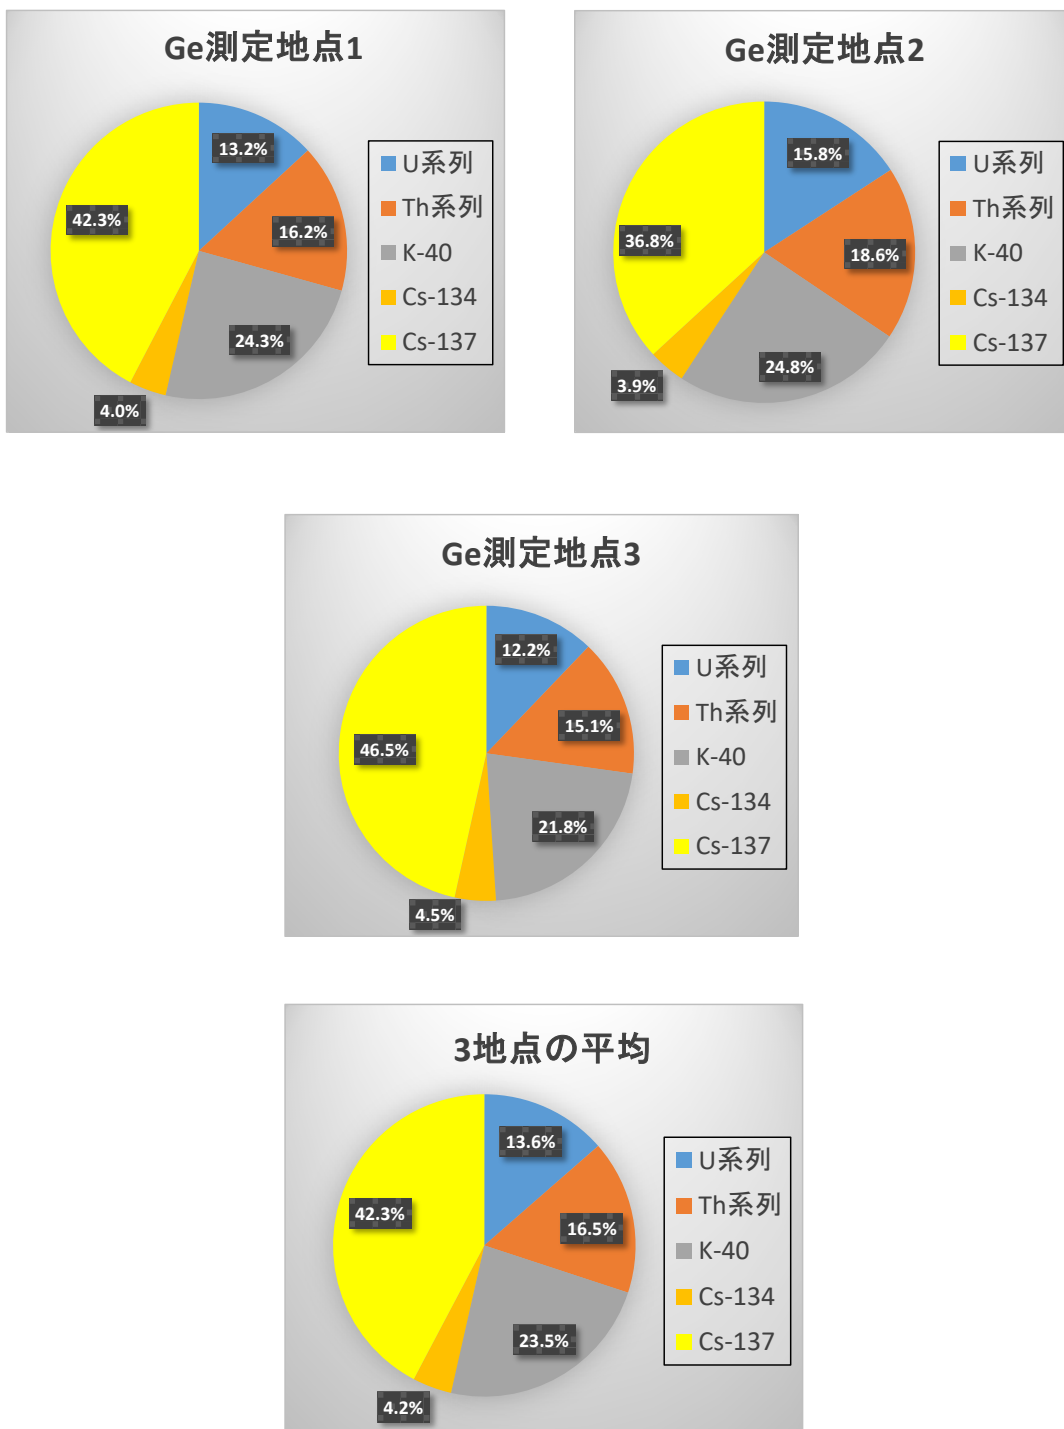 Ge測定地点1
13.2%
16.2%
24.3%
4.0%
42.3%
U系列
Th系列
K-40
Cs-134
Cs-137
Ge測定地点2
15.8%
18.6%
24.8%
3.9%
36.8%
U系列
Th系列
K-40
Cs-134
Cs-137
Ge測定地点3
12.2%
15.1%
21.8%
4.5%
46.5%
U系列
Th系列
K-40
Cs-134
Cs-137
3地点の平均
13.6%
16.5%
23.5%
4.2%
42.3%
U系列
Th系列
K-40
Cs-134
Cs-137